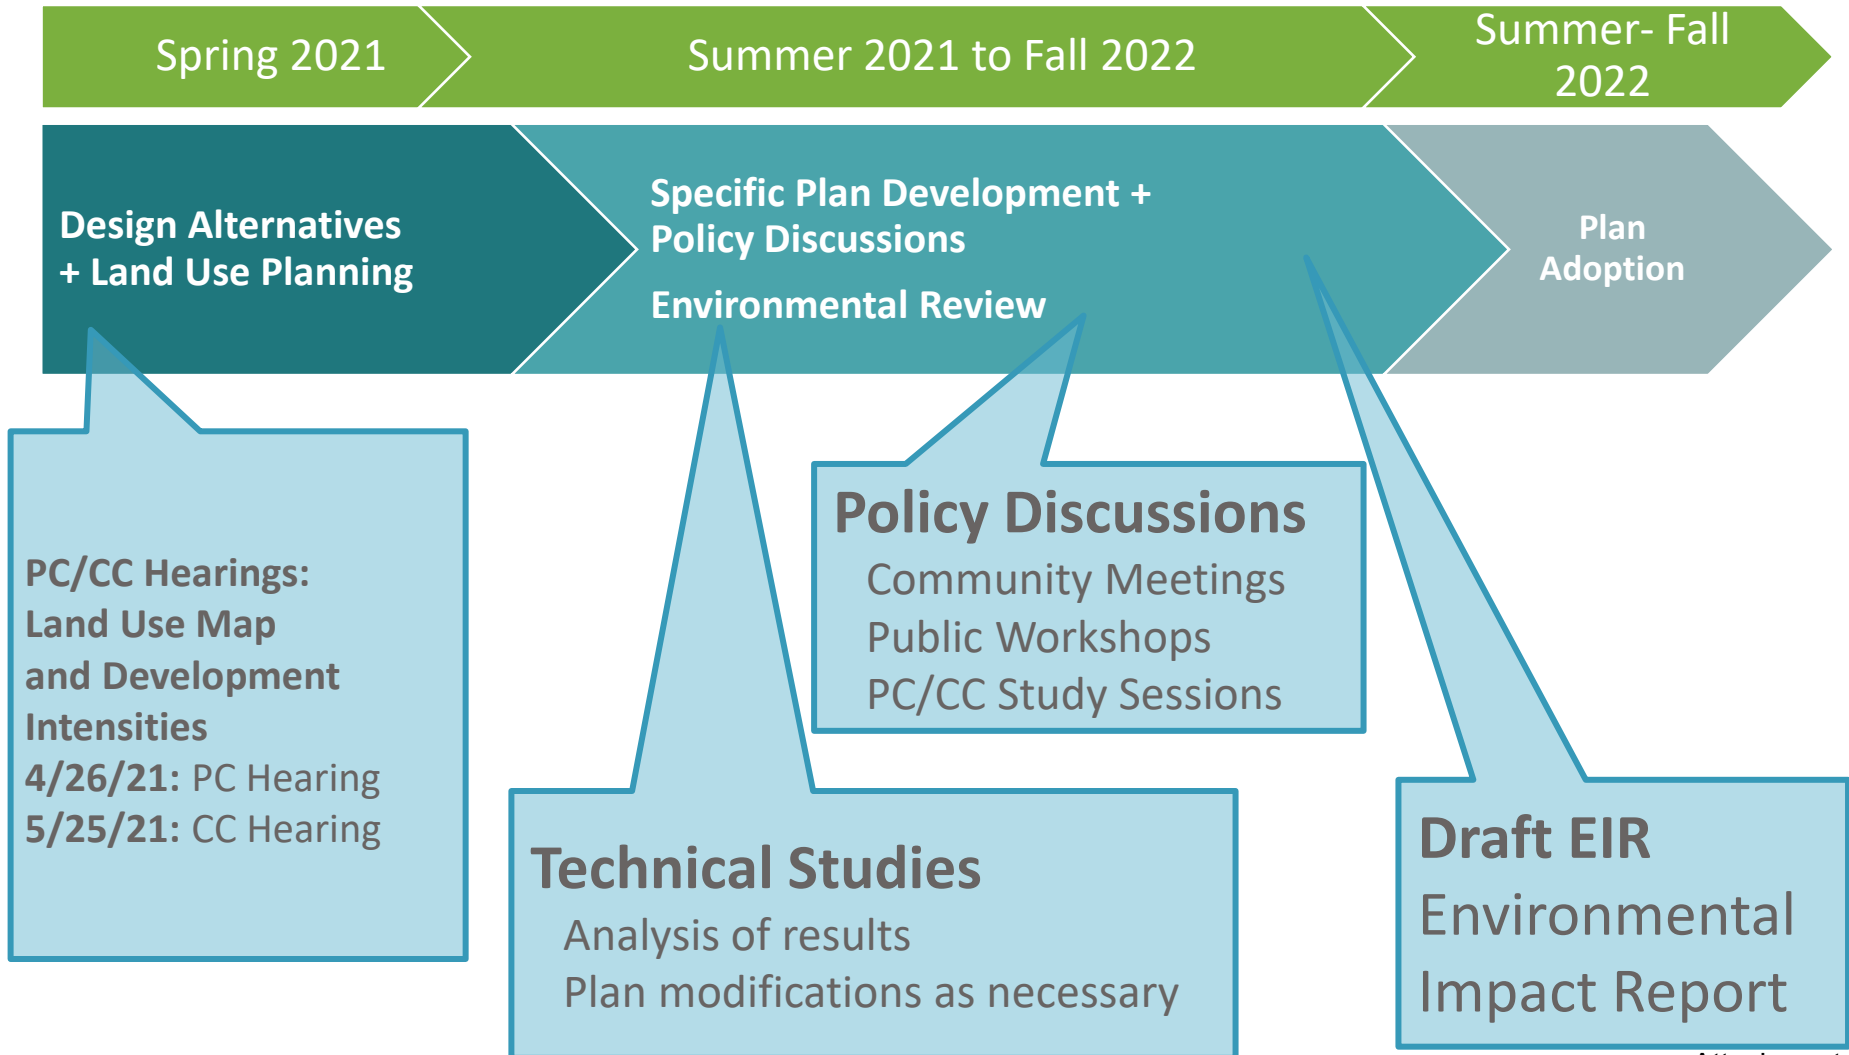 Spring 2021
Summer 2021 to Fall 2022
Summer- Fall
2022
Design Alternatives
+ Land Use Planning
Specific Plan Development +
Policy Discussions
Environmental Review
Plan
Adoption
PC/CC Hearings:
Land Use Map
and Development
Intensities
4/26/21: PC Hearing
5/25/21: CC Hearing
Policy Discussions
Community Meetings
Public Workshops
PC/CC Study Sessions
Technical Studies
Analysis of results
Plan modifications as necessary
Draft EIR
Environmental
Impact Report